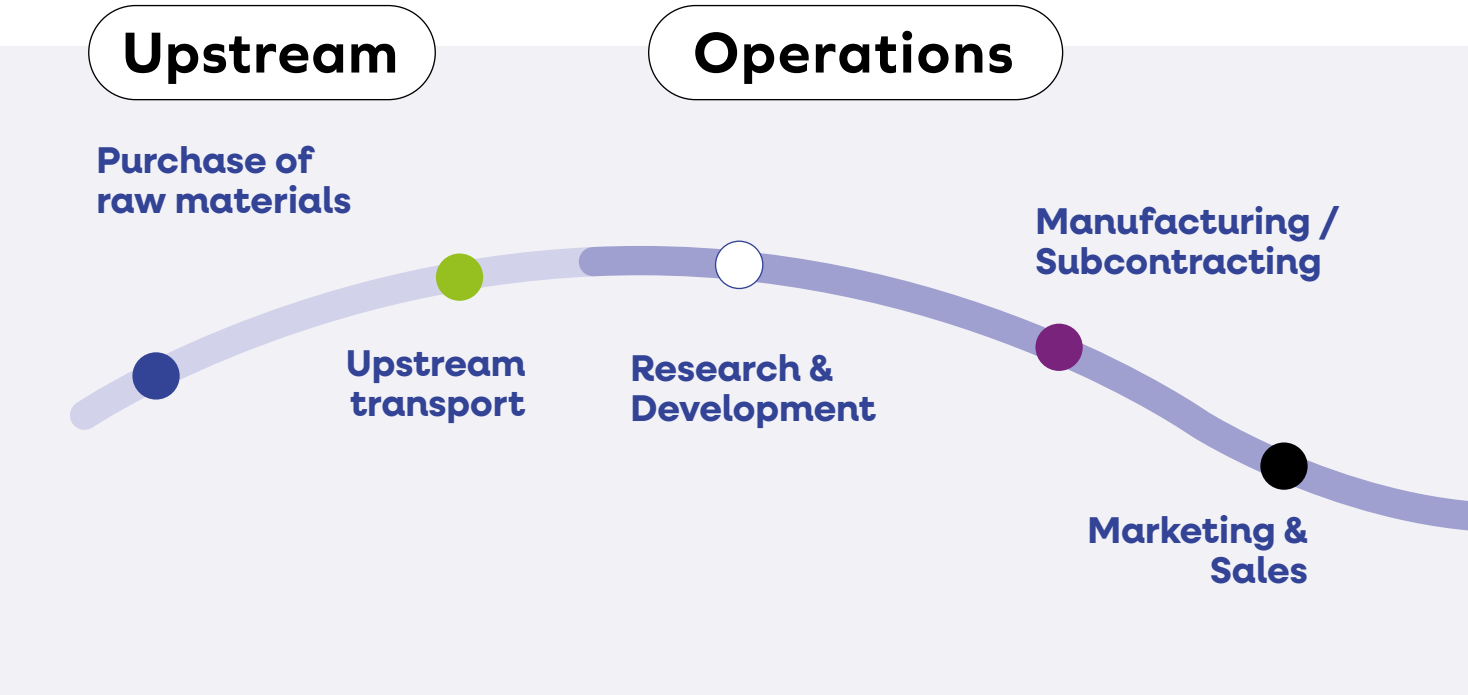 Upstream
Operations
Purchase of
raw materials
Upstream
transport
Research &
Development
Manufacturing /
Subcontracting
Marketing &
Sales